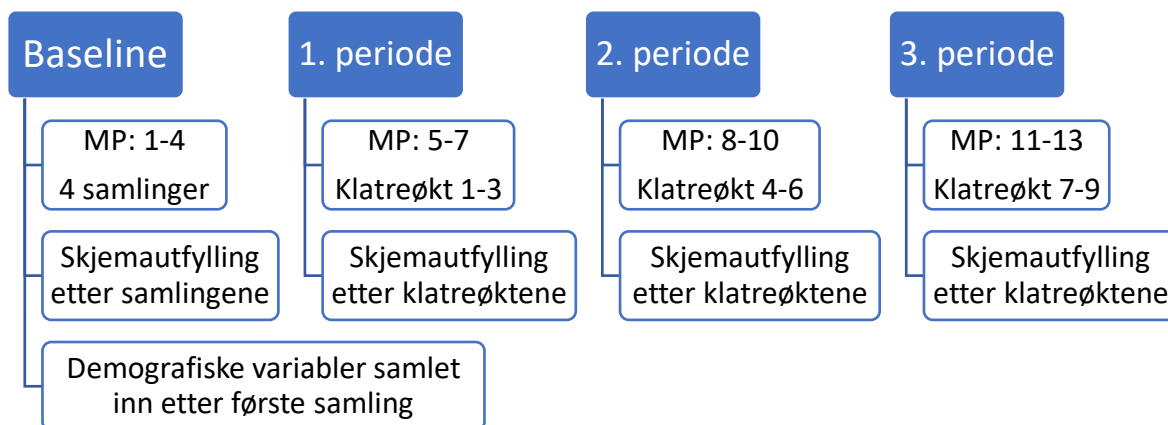 Baseline
MP: 1-4
4 samlinger
Skjemautfylling
etter samlingene
Demografiske variabler samlet
inn etter første samling
1. periode
MP: 5-7
Klatreøkt 1-3
Skjemautfylling
etter klatreøktene
2. periode
MP: 8-10
Klatreøkt 4-6
Skjemautfylling
etter klatreøktene
3. periode
MP: 11-13
Klatreøkt 7-9
Skjemautfylling
etter klatreøktene